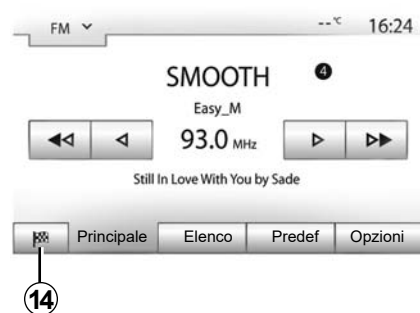 FM --°C 16:24
SMOOTH 4
Easy_M
93.0 MHz
Still In Love With You by Sade
Principale Elenco Predef Opzioni
14